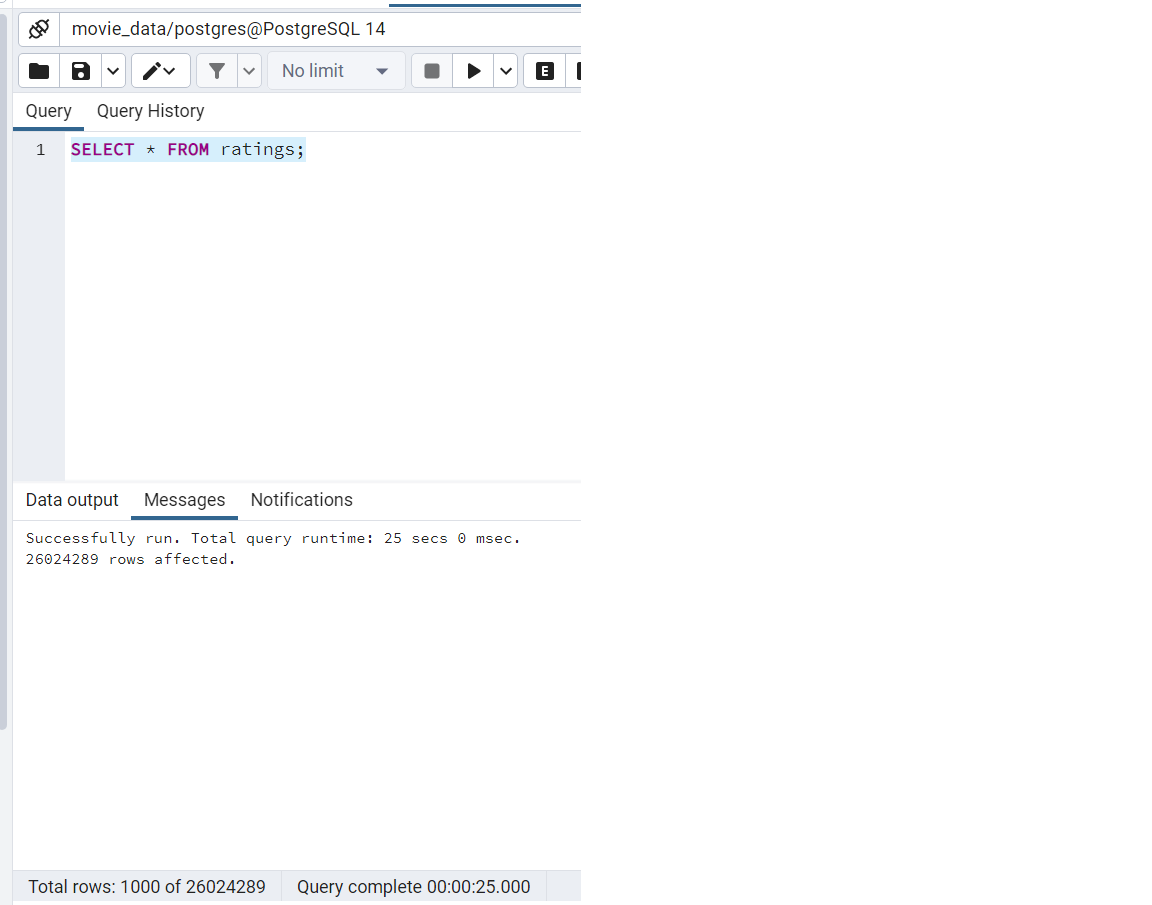 movie_data/postgres@PostgreSQL 14
No limit
E
Query Query History
1 SELECT * FROM ratings;
Data output Messages Notifications
Successfully run. Total query runtime: 25 secs 0 msec.
26024289 rows affected.
Total rows: 1000 of 26024289 Query complete 00:00:25.000